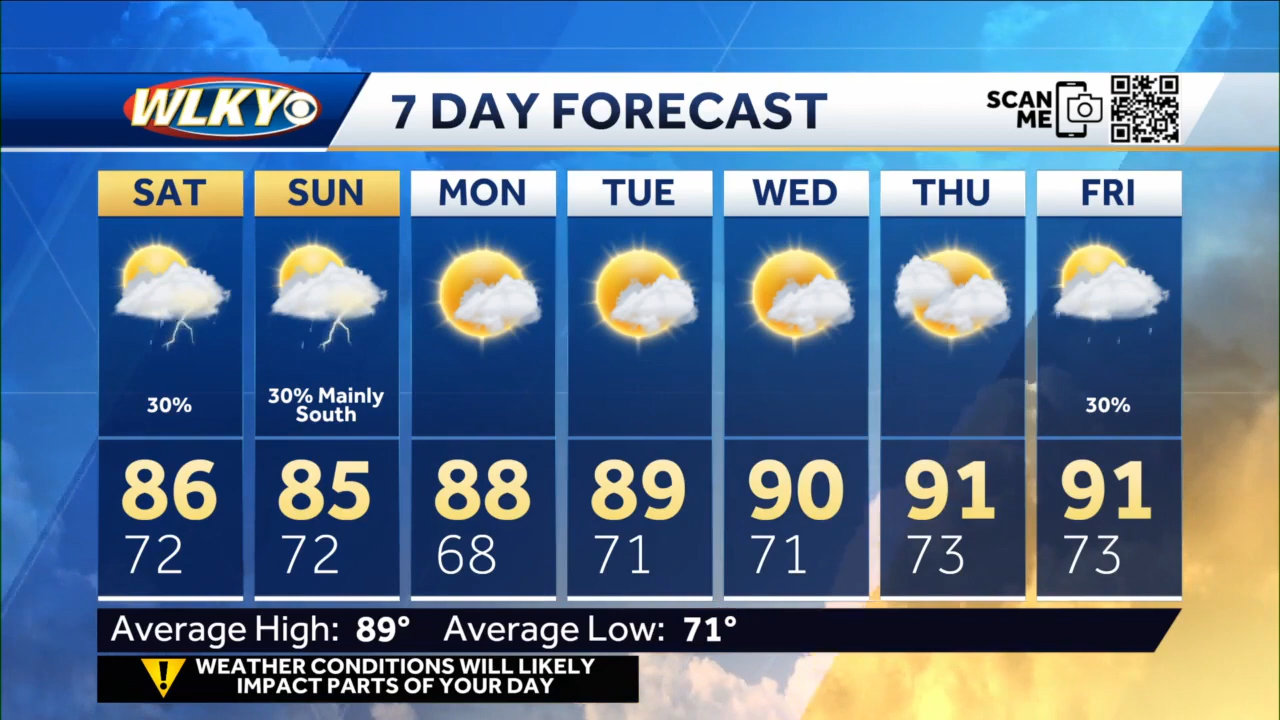 WLKY
7 DAY FORECAST
SCAN
ME
SAT
SUN
MON
TUE
WED
THU
FRI
30%
30% Mainly
South
30%
86
85
88
89
90
91
91
72
72
68
71
71
73
73
Average High: 89° Average Low: 71°
! WEATHER CONDITIONS WILL LIKELY
IMPACT PARTS OF YOUR DAY